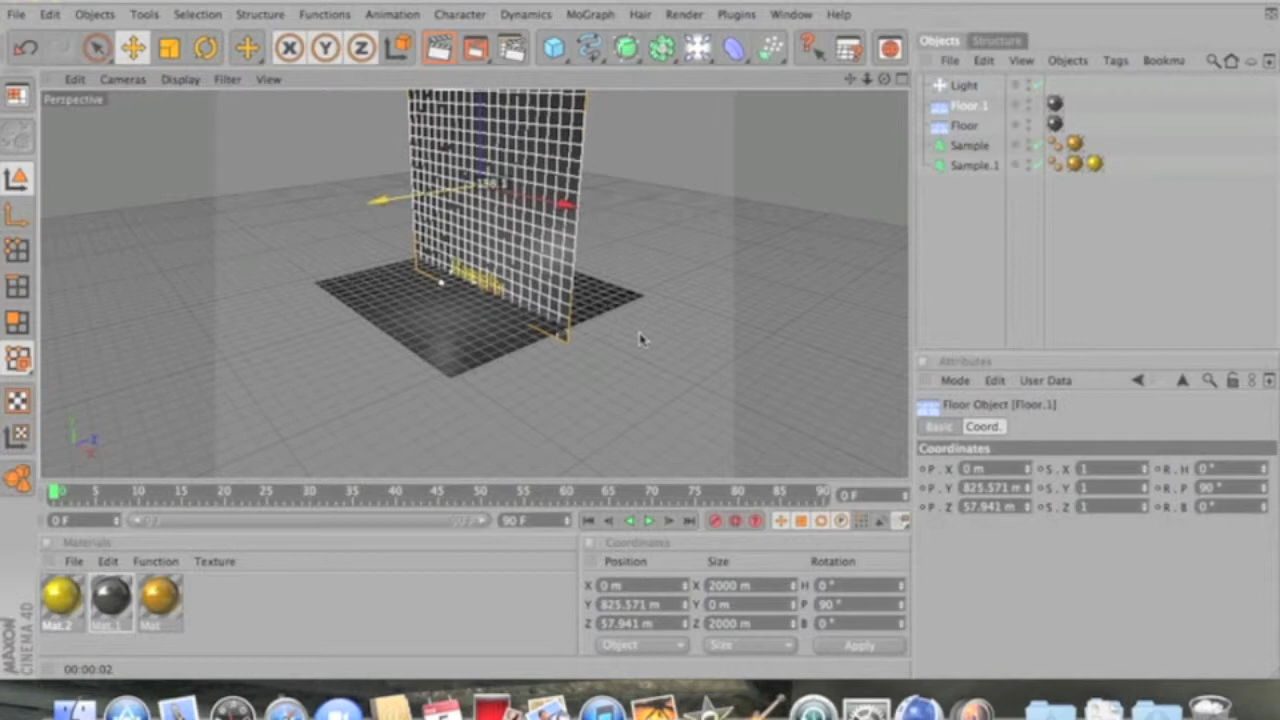 File Edit Objects Tools Selection Structure Functions Animation Character Dynamics MoGraph Hair Render Plugins Window Help
Objects Structure
File Edit View Objects Tags Bookma
Edit Cameras Display Filter View
Perspective
Light
Floor.1
Floor
Sample
Sample.1
Attributes
Mode Edit User Data
Floor Object [Floor.1]
Basic Coord.
Coordinates
P . X 0 m S . X 1 R . H 0 °
P . Y 825.571 m S . Y 1 R . P 90 °
P . Z 57.941 m S . Z 1 R . B 0 °
0 5 10 15 20 25 30 35 40 45 50 55 60 65 70 75 80 85 90 0 F
0 F 90 F
Materials
File Edit Function Texture
Mat.2 Mat.1 Mat
Coordinates
Position Size Rotation
X 0 m X 2000 m H 0 °
Y 825.571 m Y 0 m P 90 °
Z 57.941 m Z 2000 m B 0 °
Object Size Apply
MAXON
CINEMA 4D
00:00:02